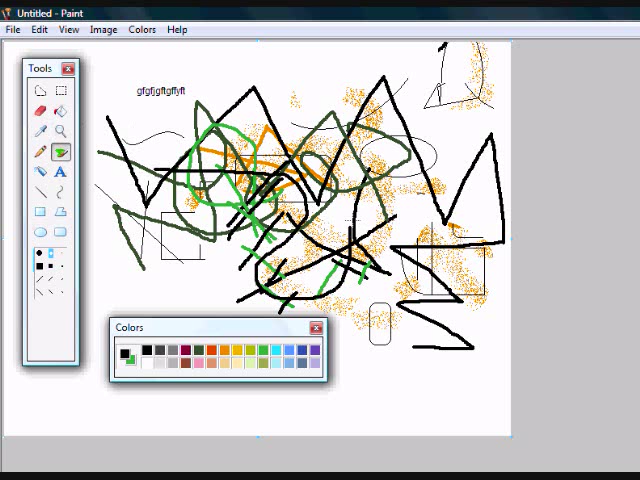 Untitled - Paint
File Edit View Image Colors Help
Tools
gfgfjgftgffyft
A
Colors